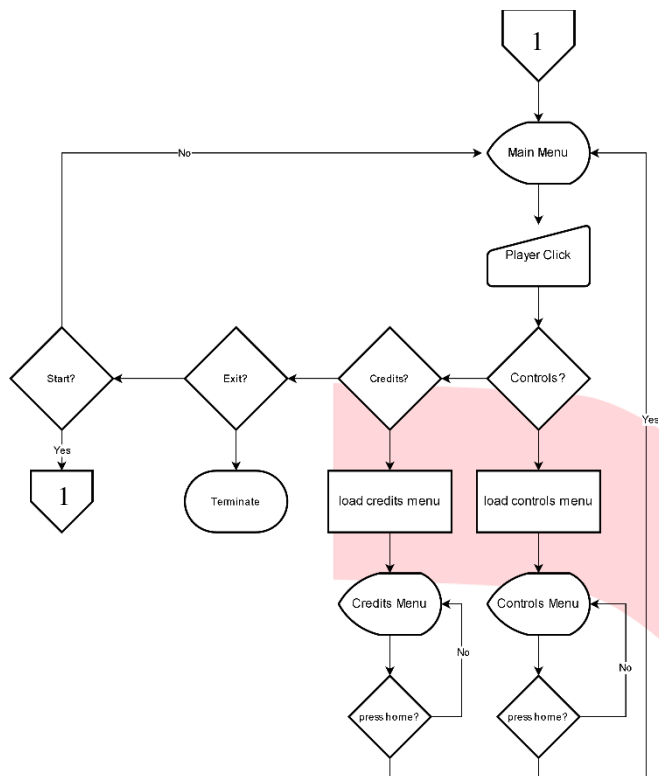 1
No
Main Menu
Player Click
Start?
Exit?
Credits?
Controls?
Yes
Yes
1
Terminate
load credits menu
load controls menu
Credits Menu
Controls Menu
No
No
press home?
press home?